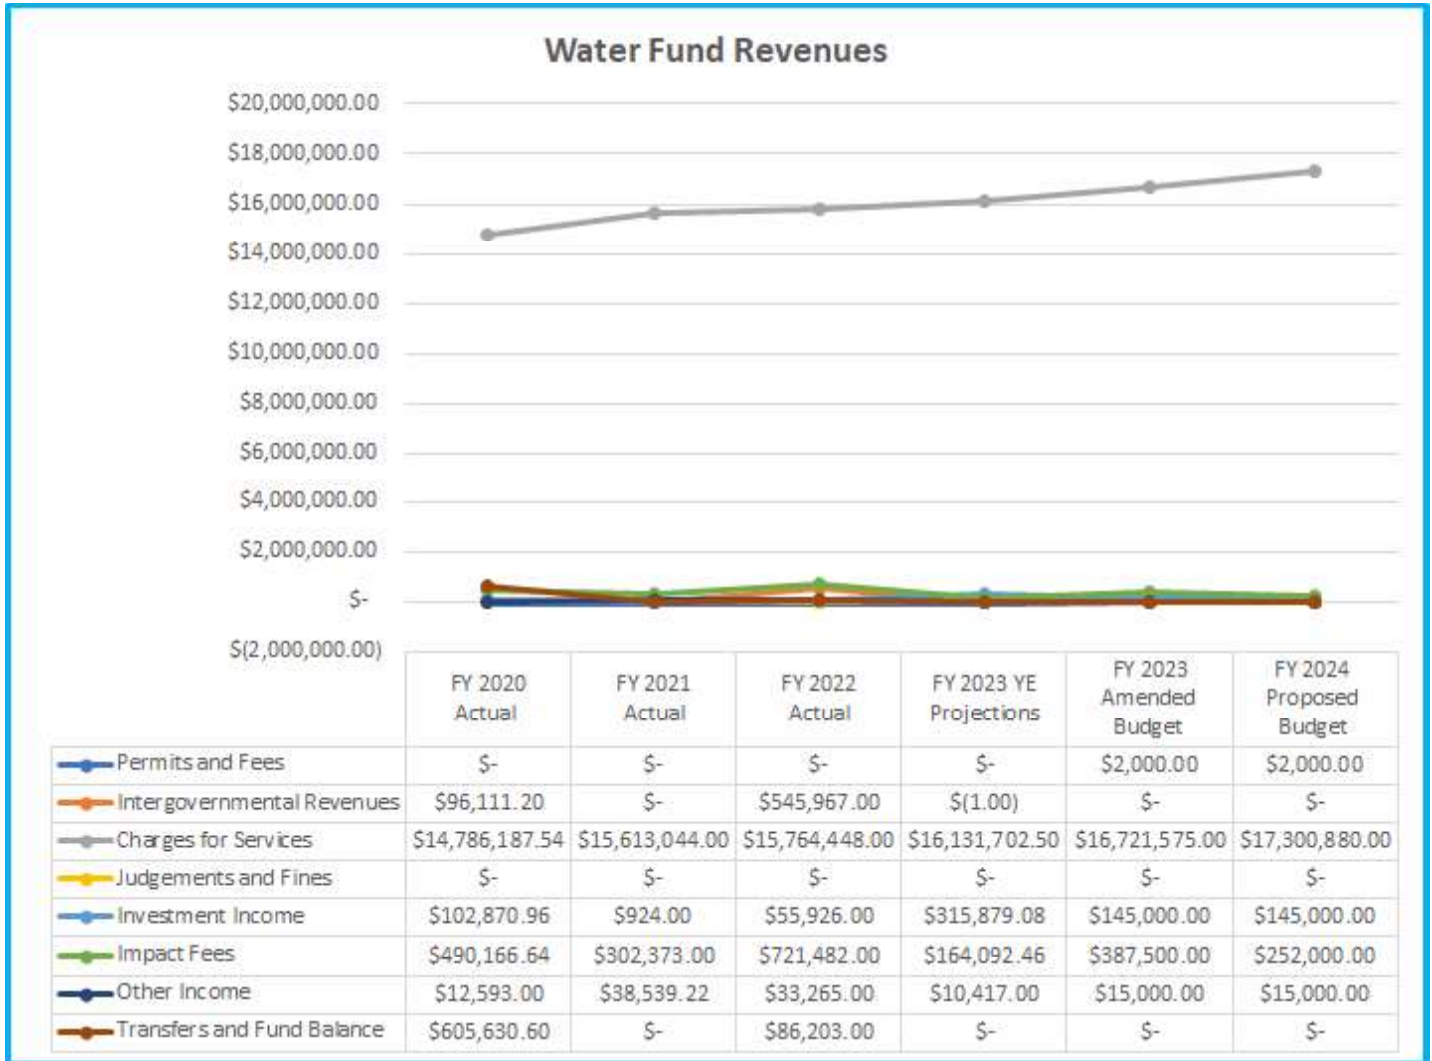 Water Fund Revenues
$20,000,000.00
$18,000,000.00
$16,000,000.00
$14,000,000.00
$12,000,000.00
$10,000,000.00
$8,000,000.00
$6,000,000.00
$4,000,000.00
$2,000,000.00
$-
$(2,000,000.00)
FY 2020 Actual FY 2021 Actual FY 2022 Actual FY 2023 YE Projections FY 2023 Amended Budget FY 2024 Proposed Budget
Permits and Fees $- $- $- $- $2,000.00 $2,000.00
Intergovernmental Revenues $96,111.20 $- $545,967.00 $(1.00) $- $-
Charges for Services $14,786,187.54 $15,613,044.00 $15,764,448.00 $16,131,702.50 $16,721,575.00 $17,300,880.00
Judgements and Fines $- $- $- $- $- $-
Investment Income $102,870.96 $924.00 $55,926.00 $315,879.08 $145,000.00 $145,000.00
Impact Fees $490,166.64 $302,373.00 $721,482.00 $164,092.46 $387,500.00 $252,000.00
Other Income $12,593.00 $38,539.22 $33,265.00 $10,417.00 $15,000.00 $15,000.00
Transfers and Fund Balance $605,630.60 $- $86,203.00 $- $- $-